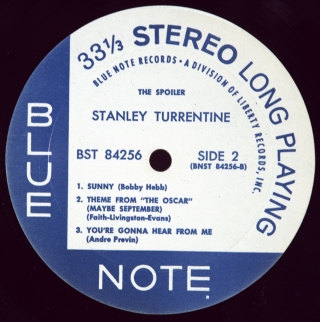 33 1/3 STEREO LONG PLAYING
BLUE NOTE RECORDS • A DIVISION OF LIBERTY RECORDS, INC.
THE SPOILER
STANLEY TURRENTINE
BST 84256
SIDE 2
(BNST 84256-B)
1. SUNNY (Bobby Hebb)
2. THEME FROM "THE OSCAR"
(MAYBE SEPTEMBER)
(Faith-Livingston-Evans)
3. YOU'RE GONNA HEAR FROM ME
(Andre Previn)
BLUE
NOTE